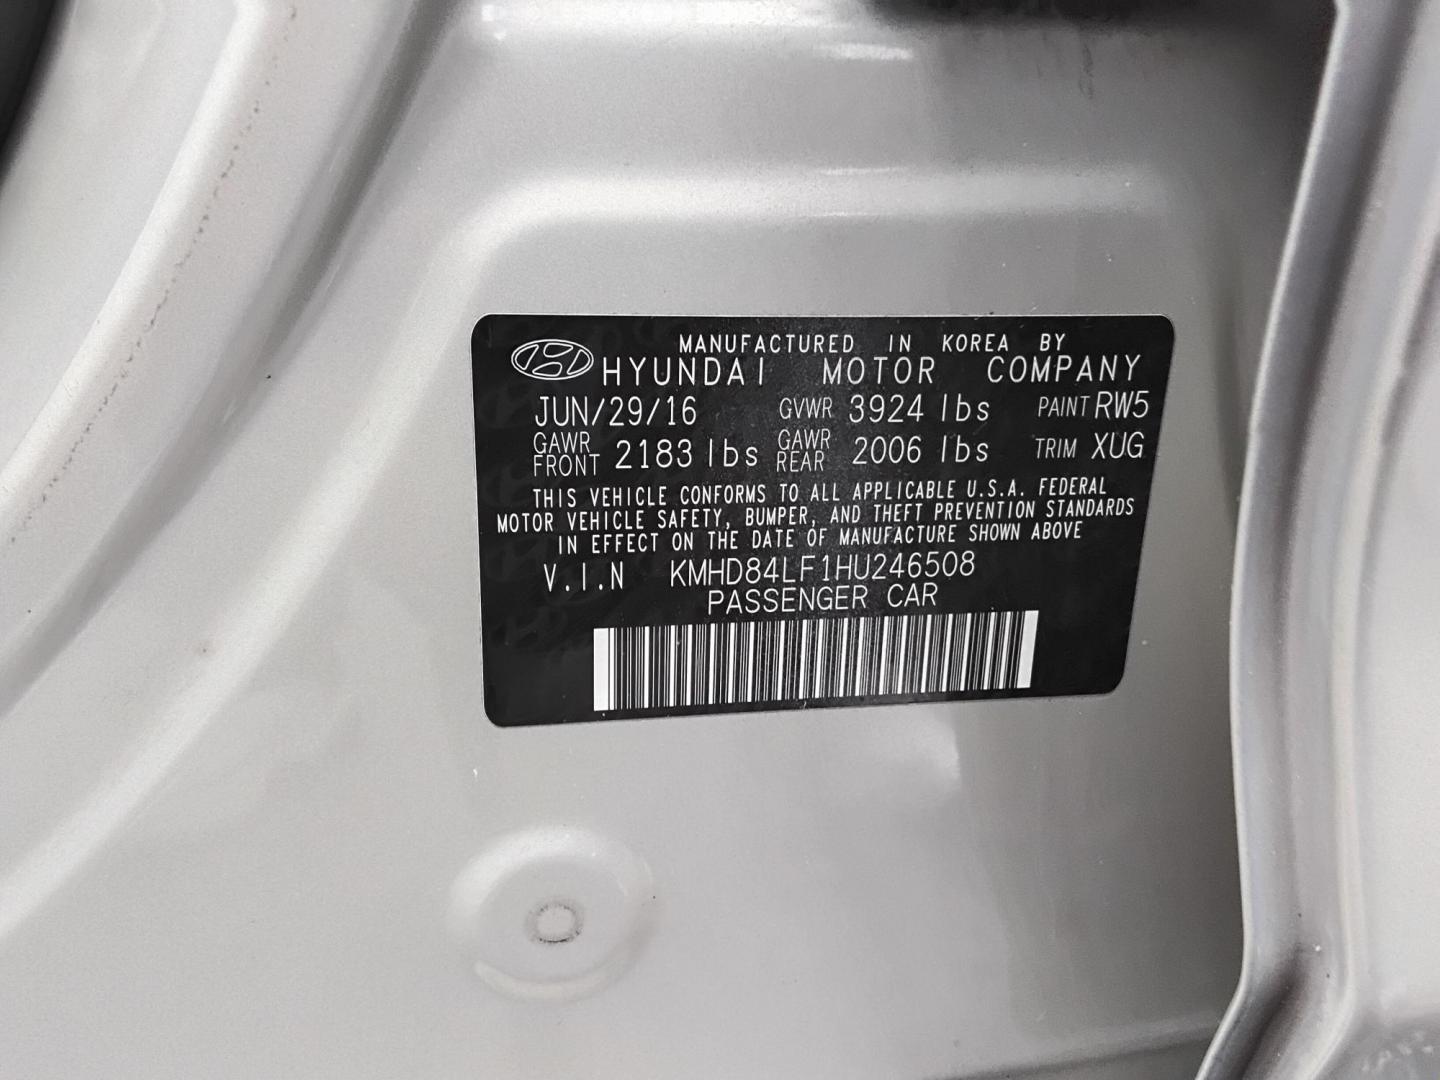 MANUFACTURED IN KOREA BY
HYUNDAI MOTOR COMPANY
JUN/29/16 GVWR 3924 lbs PAINT RW5
GAWR FRONT 2183 lbs GAWR REAR 2006 lbs TRIM XUG
THIS VEHICLE CONFORMS TO ALL APPLICABLE U.S.A. FEDERAL
MOTOR VEHICLE SAFETY, BUMPER, AND THEFT PREVENTION STANDARDS
IN EFFECT ON THE DATE OF MANUFACTURE SHOWN ABOVE
V.I.N KMHD84LF1HU246508
PASSENGER CAR